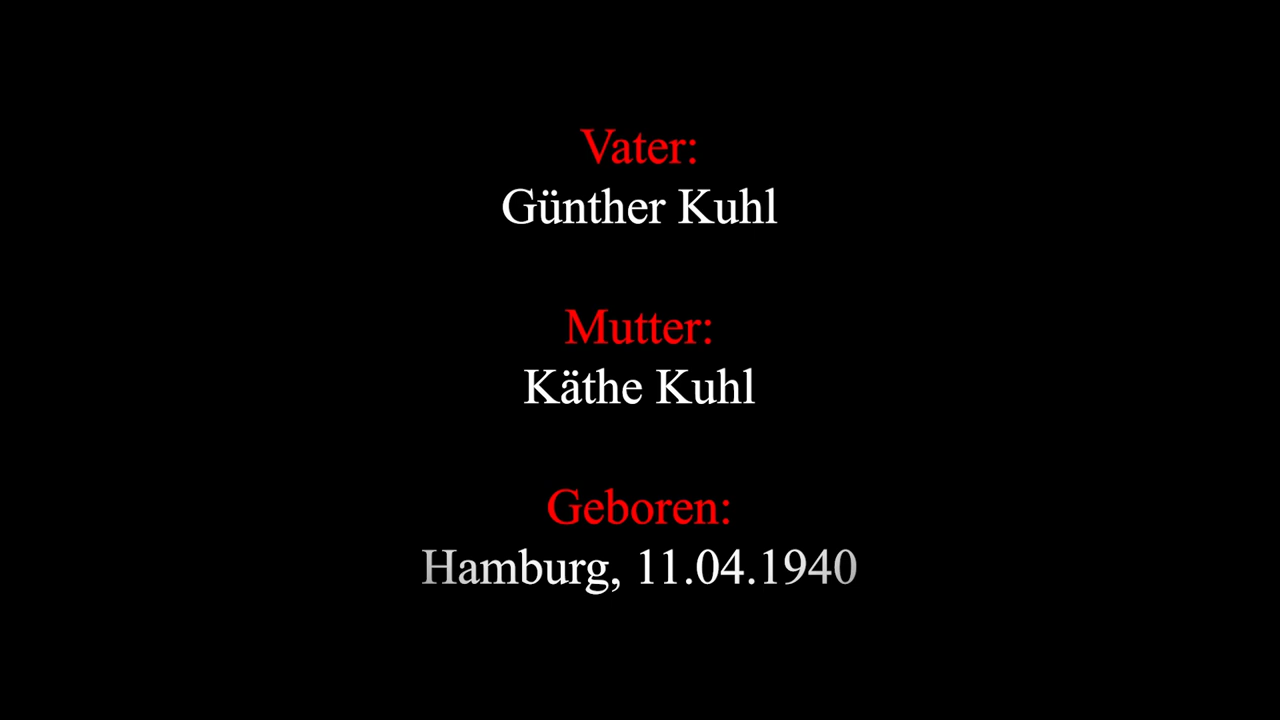 Vater:
Günther Kuhl
Mutter:
Käthe Kuhl
Geboren:
Hamburg, 11.04.1940